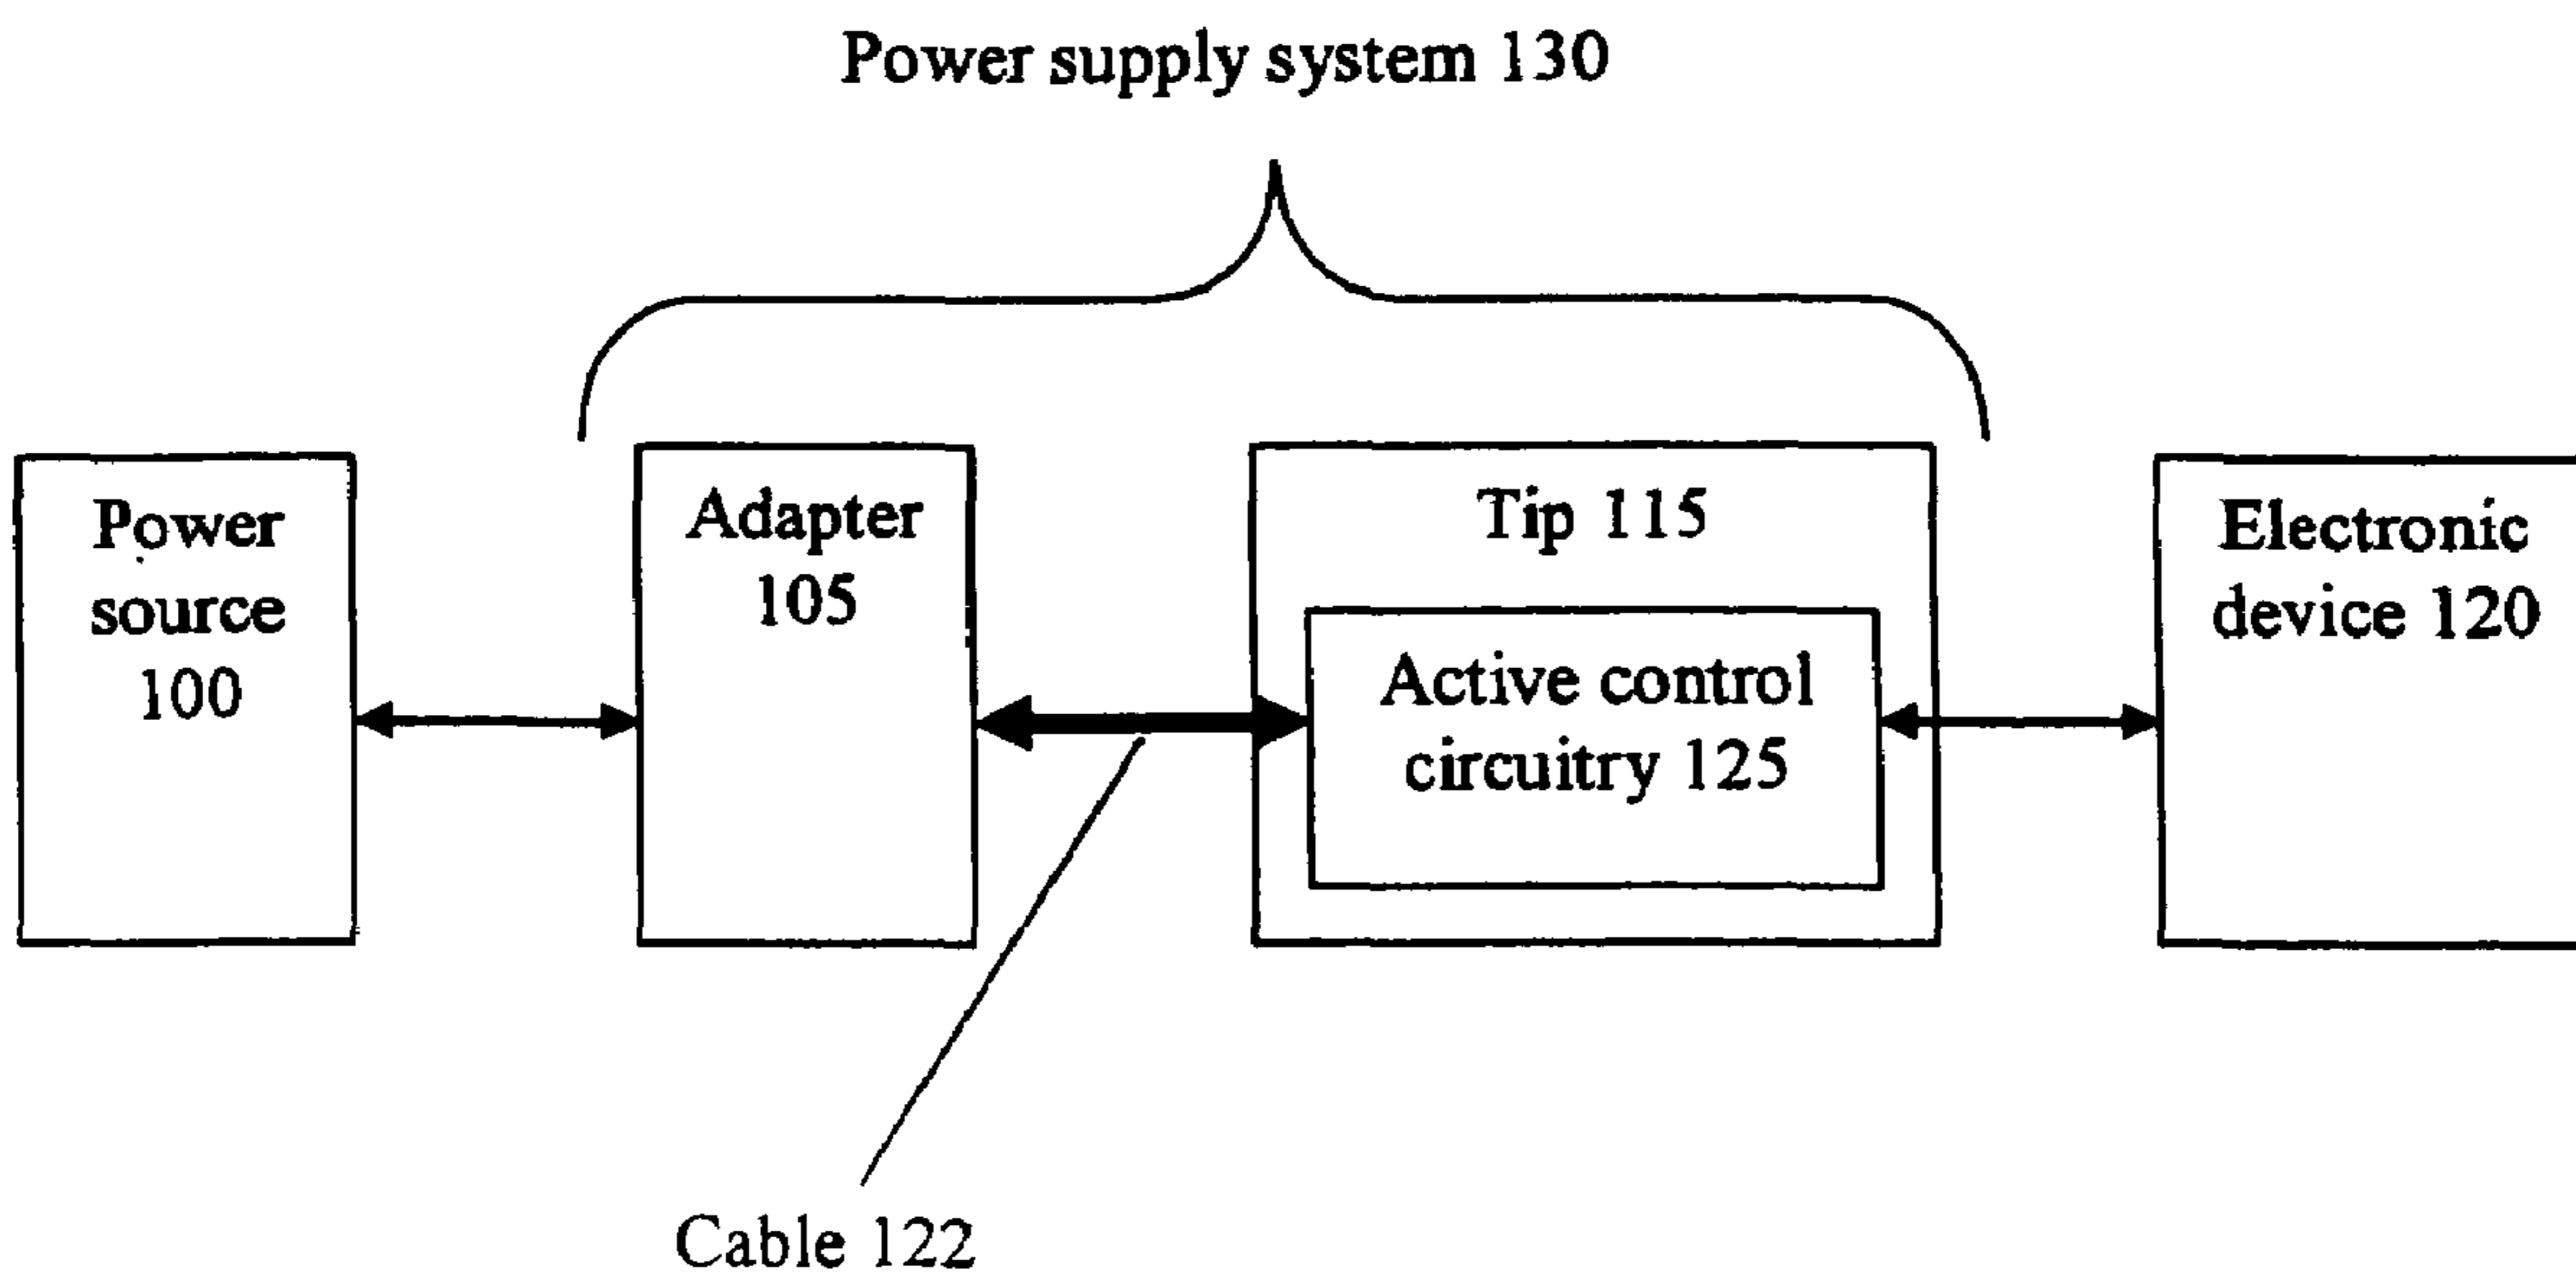 Power supply system 130
Power
source
100
Adapter
105
Tip 115
Active control
circuitry 125
Electronic
device 120
Cable 122